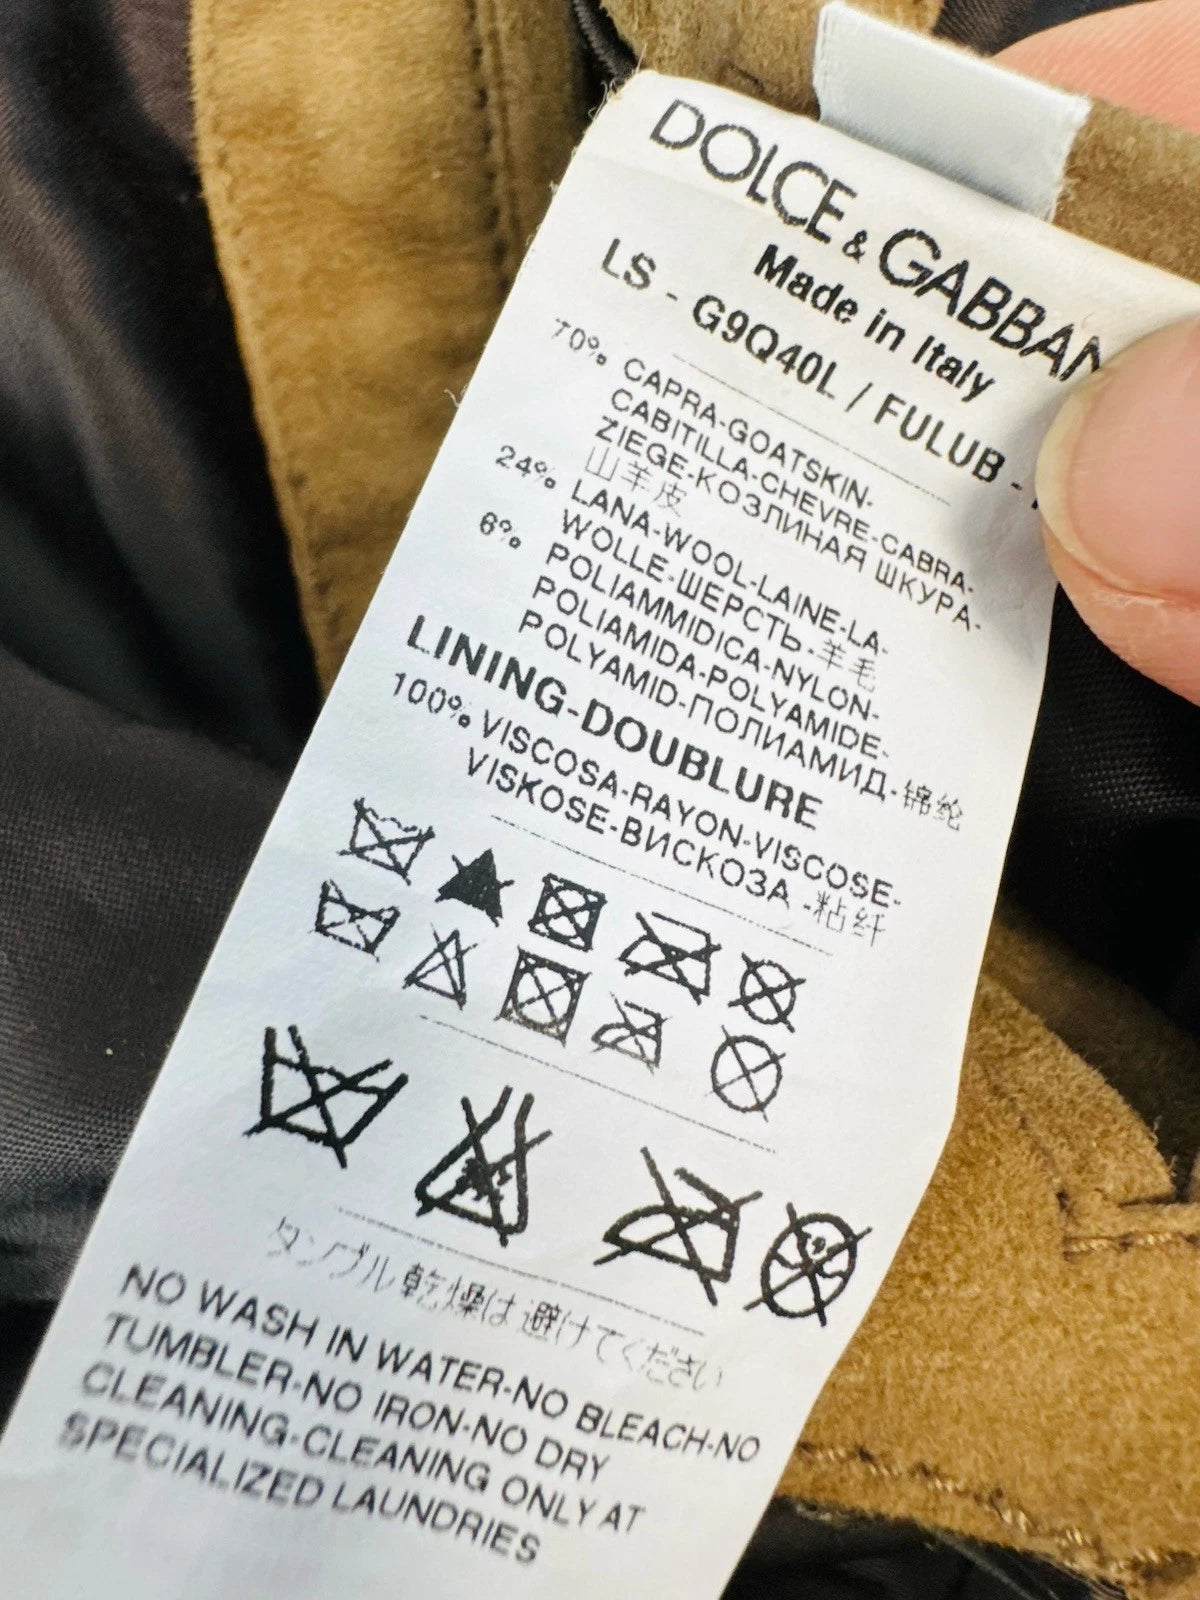 DOLCE & GABBAN
Made in Italy
LS - G9Q40L / FULUB -
70% CAPRA-GOATSKIN-
CABITILLA-CHEVRE-CABRA-
ZIEGE-КОЗЛИНАЯ ШКУРА-
山羊皮
24% LANA-WOOL-LAINE-LA-
WOLLE-ШЕРСТЬ-羊毛
6% POLIAMMIDICA-NYLON-
POLIAMIDA-POLYAMIDE-
POLYAMID-ПОЛИАМИД-锦纶
LINING-DOUBLURE
100% VISCOSA-RAYON-VISCOSE-
VISKOSE-ВИСКОЗА -粘纤
タンブル乾燥は避けてください
NO WASH IN WATER-NO BLEACH-NO
TUMBLER-NO IRON-NO DRY
CLEANING-CLEANING ONLY AT
SPECIALIZED LAUNDRIES